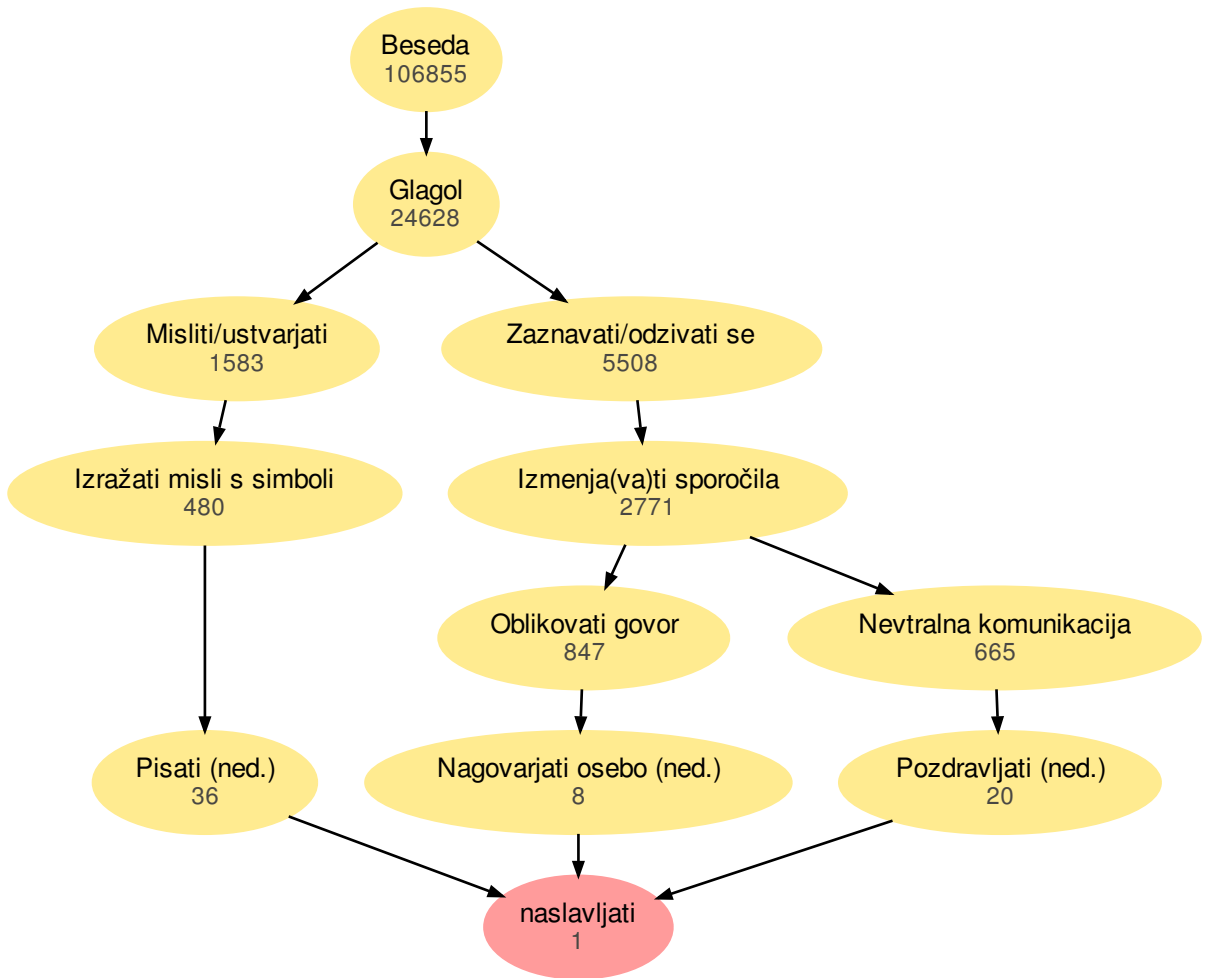 Beseda
106855
Glagol
24628
Misliti/ustvarjati
1583
Zaznavati/odzivati se
5508
Izražati misli s simboli
480
Izmenja(va)ti sporočila
2771
Oblikovati govor
847
Nevtralna komunikacija
665
Pisati (ned.)
36
Nagovarjati osebo (ned.)
8
Pozdravljati (ned.)
20
naslavljati
1